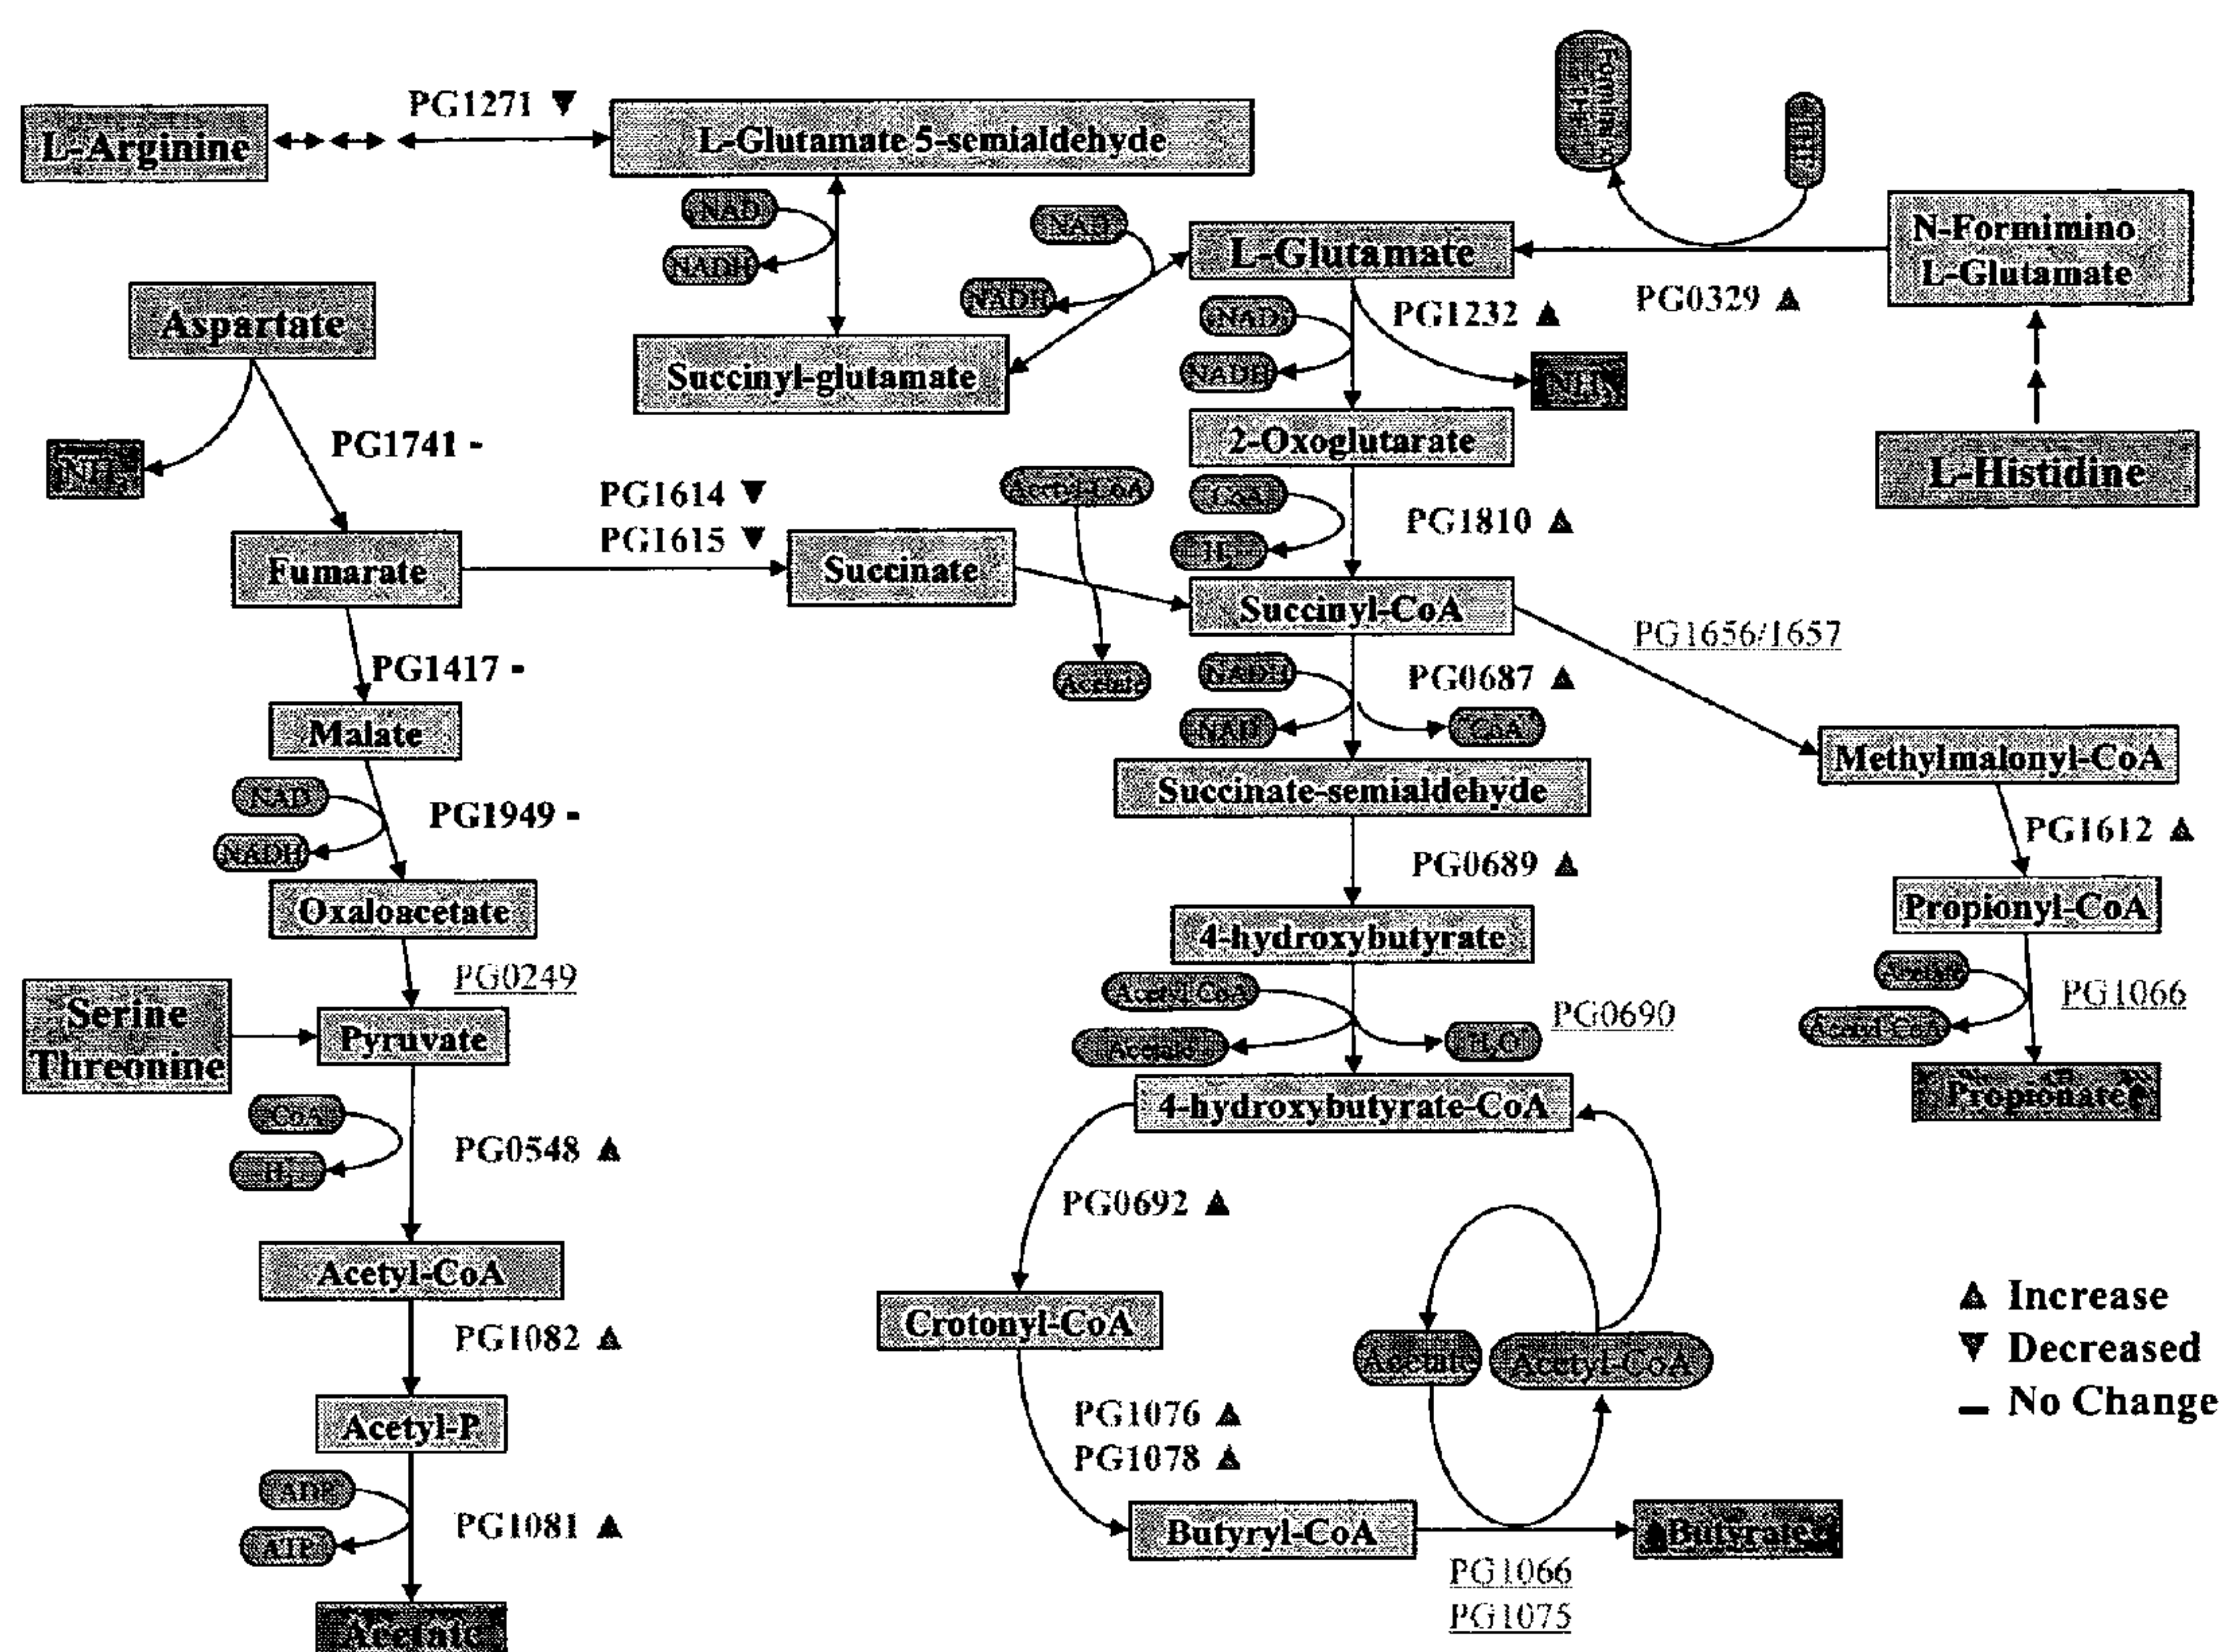 PG1271 ▼
L-Arginine
L-Glutamate 5-semialdehyde
NAD
NADH
NAD
NADH
L-Glutamate
N-Formimino
L-Glutamate
PG0329 ▲
Aspartate
NAD
NADH
PG1232 ▲
Succinyl-glutamate
PG1741 -
2-Oxoglutarate
L-Histidine
PG1614 ▼
PG1615 ▼
Acetyl-CoA
CoA
H₂
PG1810 ▲
Fumarate
Succinate
Succinyl-CoA
PG1656/1657
PG1417 -
Acetate
NADH
NAD
PG0687 ▲
CoA
Malate
Methylmalonyl-CoA
NAD
NADH
PG1949 -
Succinate-semialdehyde
PG1612 ▲
PG0689 ▲
Oxaloacetate
Propionyl-CoA
4-hydroxybutyrate
PG0249
Acetyl CoA
Acetate
H₂O
PG0690
Acetate
Acetyl-CoA
PG1066
Serine
Threonine
Pyruvate
4-hydroxybutyrate-CoA
Propionate
CoA
H₂
PG0548 ▲
PG0692 ▲
Acetyl-CoA
Crotonyl-CoA
Acetate
Acetyl-CoA
▲ Increase
▼ Decreased
– No Change
PG1082 ▲
Acetyl-P
PG1076 ▲
PG1078 ▲
ADP
ATP
PG1081 ▲
Butyryl-CoA
Butyrate
PG1066
PG1075
Acetate